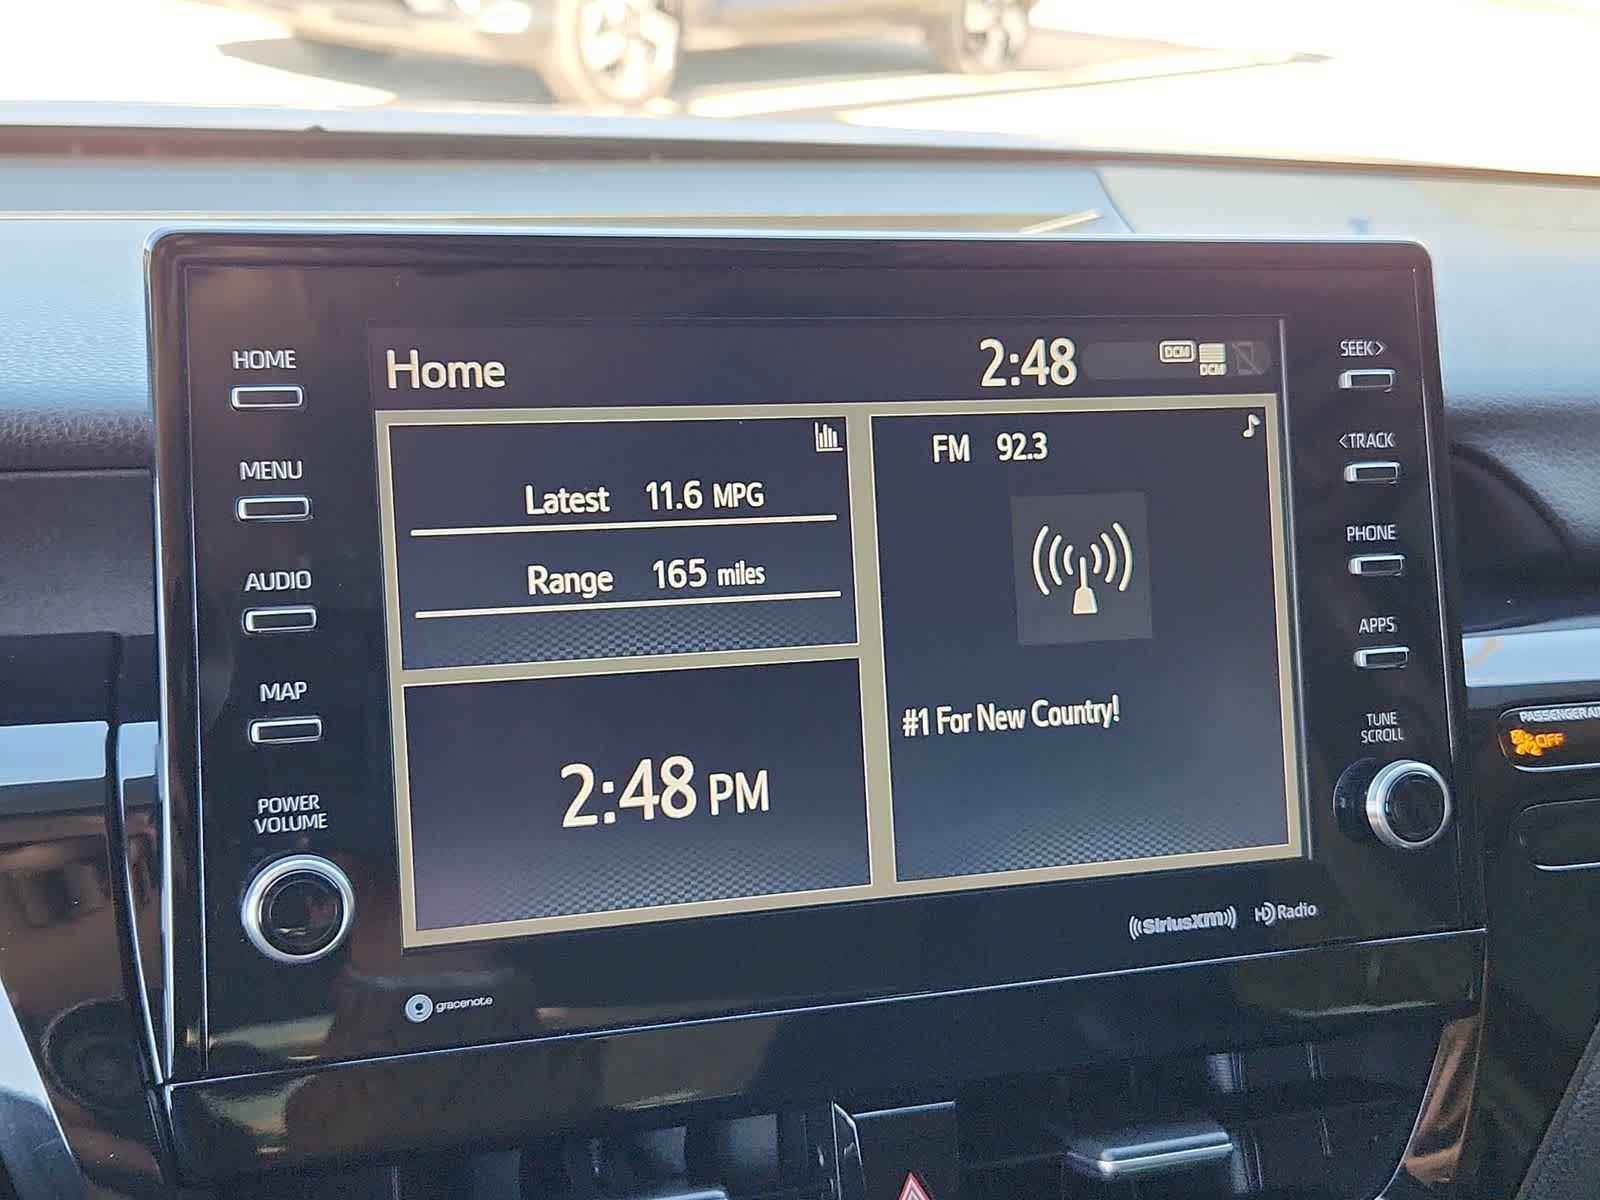 HOME
MENU
AUDIO
MAP
POWER
VOLUME
Home
2:48
DCM
DCM
Latest 11.6 MPG
Range 165 miles
2:48 PM
FM 92.3
#1 For New Country!
SEEK>
<TRACK
PHONE
APPS
TUNE
SCROLL
gracenote
SiriusXM
HD Radio
OFF